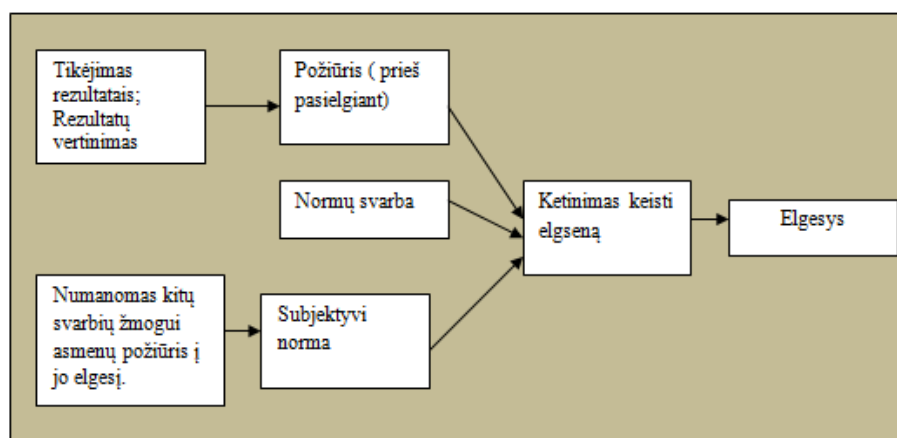 Tikėjimas
rezultatais;
Rezultatų
vertinimas
Požiūris ( prieš
pasielgiant)
Normų svarba
Ketinimas keisti
elgseną
Elgesys
Numanomas kitų
svarbių žmogui
asmenų požiūris į
jo elgesį.
Subjektyvi
norma